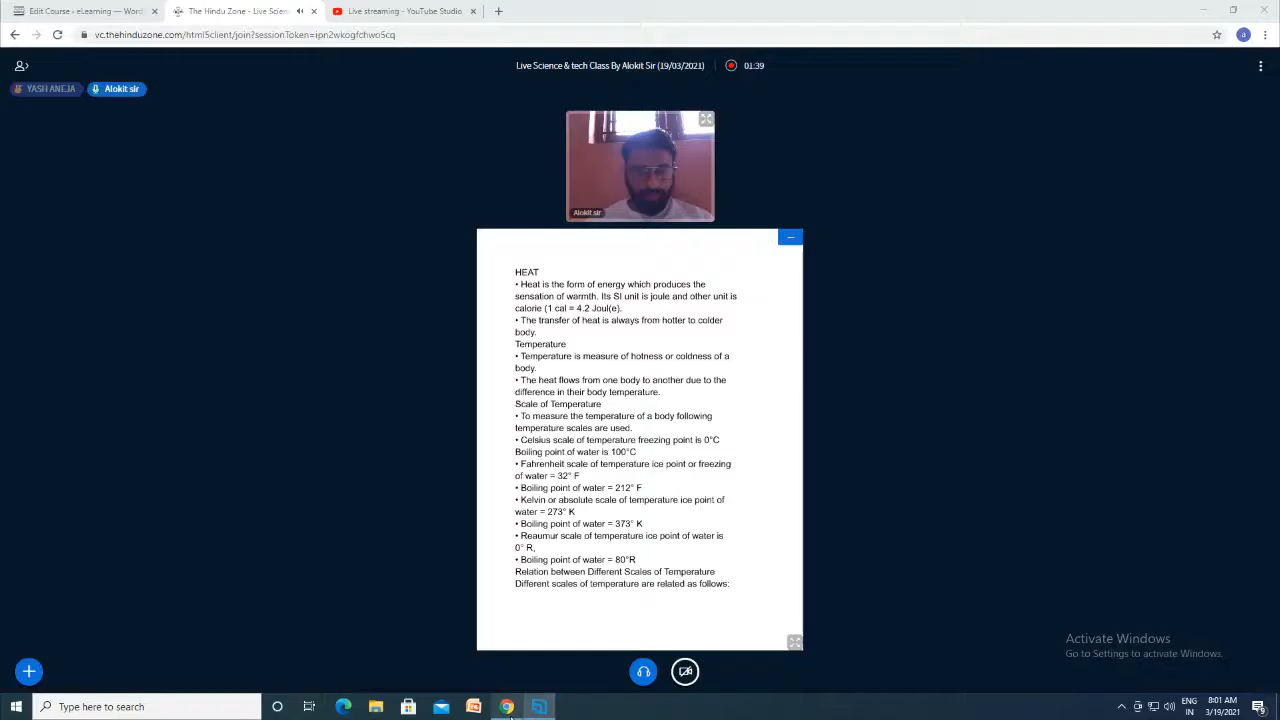 Edit Course ‹ eLearning — Word
The Hindu Zone - Live Scien
Live streaming - YouTube Studio
vc.thehinduzone.com/html5client/join?sessionToken=ipn2wkogfchwo5cq
a
Live Science & tech Class By Alokit Sir (19/03/2021)
01:39
YASH ANEJA
Alokit sir
Alokit sir
HEAT
• Heat is the form of energy which produces the
sensation of warmth. Its SI unit is joule and other unit is
calorie (1 cal = 4.2 Joul(e).
• The transfer of heat is always from hotter to colder
body.
Temperature
• Temperature is measure of hotness or coldness of a
body.
• The heat flows from one body to another due to the
difference in their body temperature.
Scale of Temperature
• To measure the temperature of a body following
temperature scales are used.
• Celsius scale of temperature freezing point is 0°C
Boiling point of water is 100°C
• Fahrenheit scale of temperature ice point or freezing
of water = 32° F
• Boiling point of water = 212° F
• Kelvin or absolute scale of temperature ice point of
water = 273° K
• Boiling point of water = 373° K
• Reaumur scale of temperature ice point of water is
0° R,
• Boiling point of water = 80°R
Relation between Different Scales of Temperature
Different scales of temperature are related as follows:
Activate Windows
Go to Settings to activate Windows.
Type here to search
ENG
IN
8:01 AM
3/19/2021